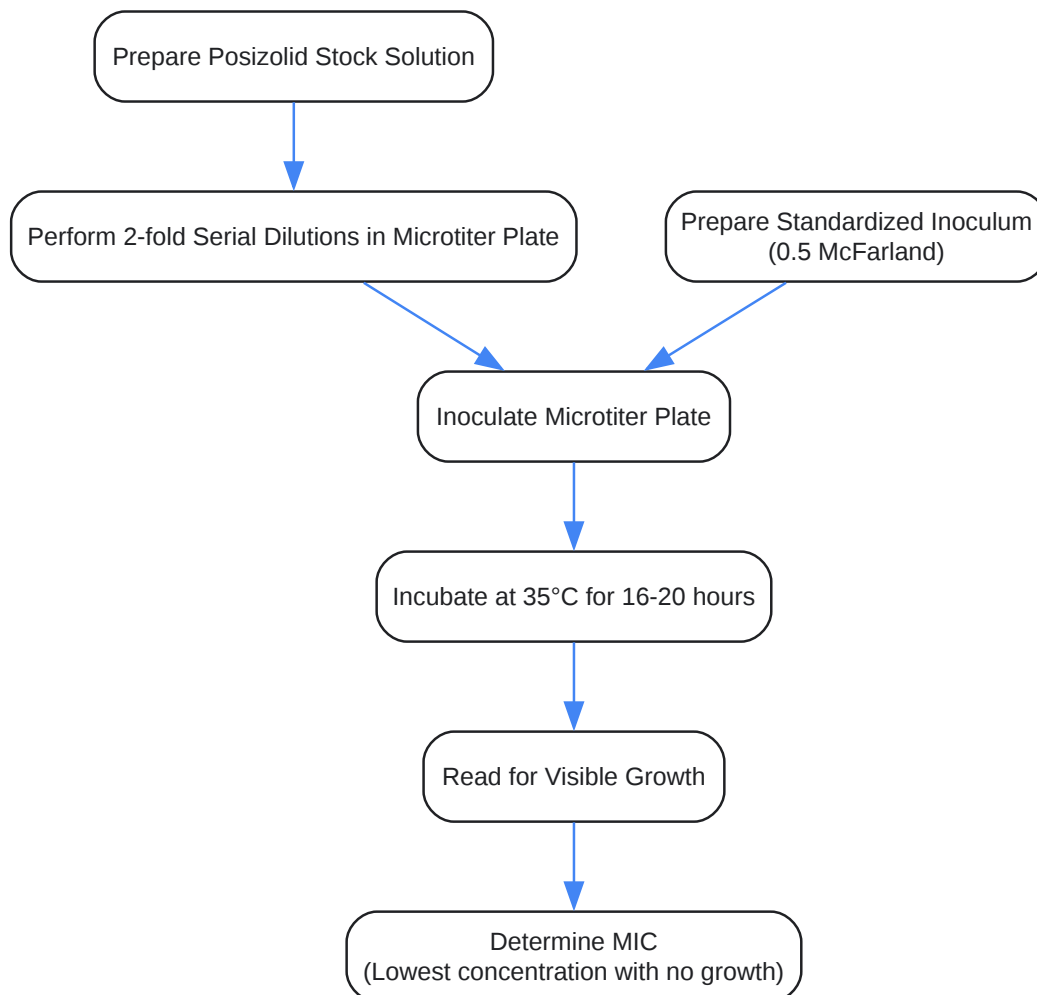 Prepare Posizolid Stock Solution
Perform 2-fold Serial Dilutions in Microtiter Plate
Prepare Standardized Inoculum
(0.5 McFarland)
Inoculate Microtiter Plate
Incubate at 35°C for 16-20 hours
Read for Visible Growth
Determine MIC
(Lowest concentration with no growth)